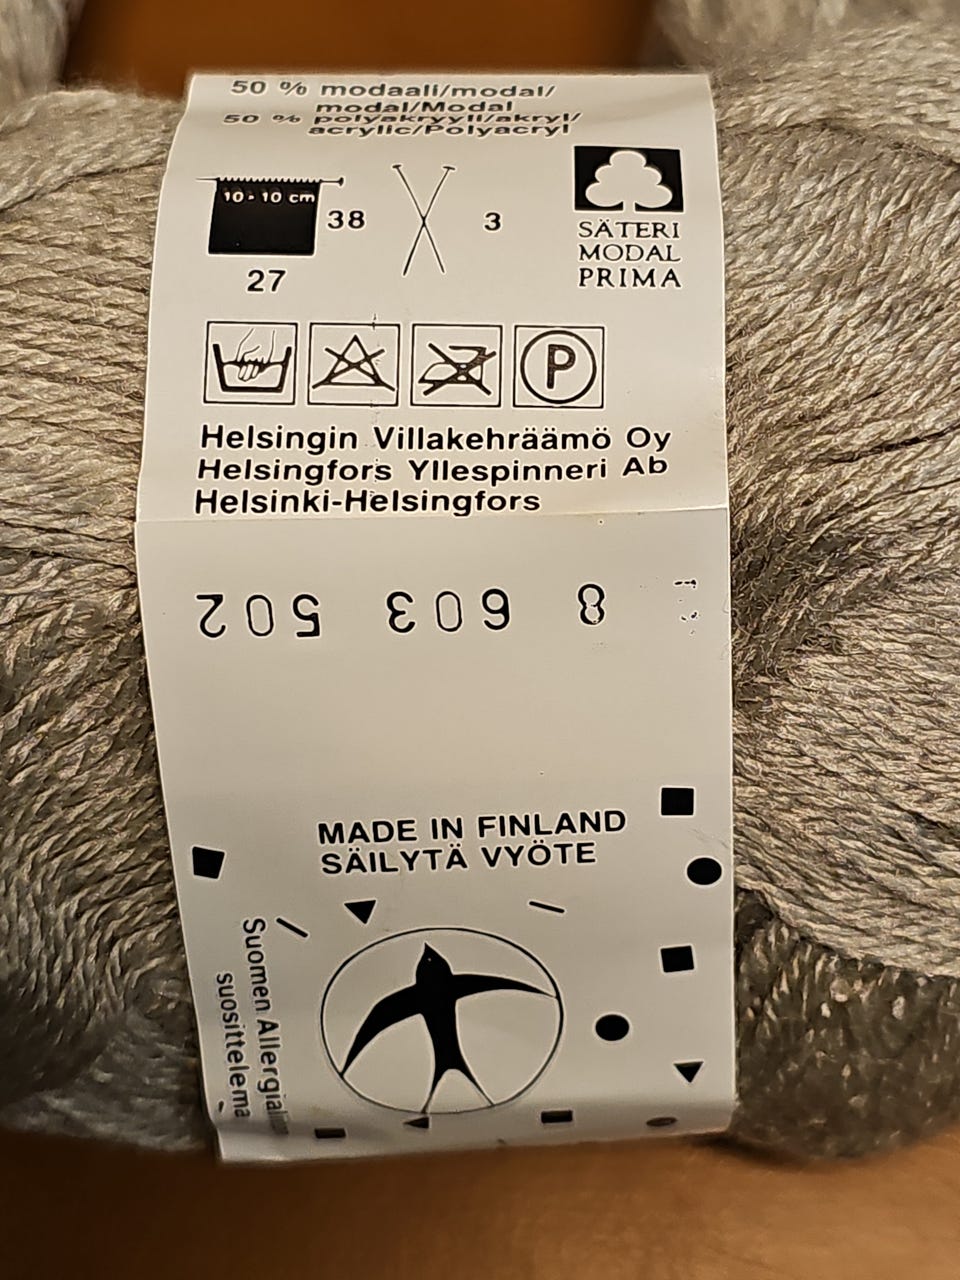 50 % modaali/modal/
modal/Modal
50 % polyakryyli/akryl/
acrylic/Polyacryl
10 × 10 cm
38
3
27
SÄTERI
MODAL
PRIMA
P
Helsingin Villakehräämö Oy
Helsingfors Yllespinneri Ab
Helsinki-Helsingfors
8 603 502
MADE IN FINLAND
SÄILYTÄ VYÖTE
Suomen
suosittelema